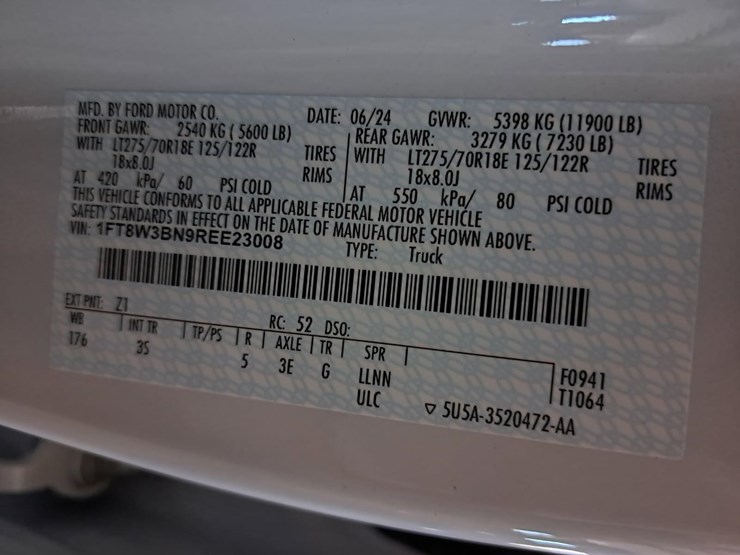 MFD. BY FORD MOTOR CO. DATE: 06/24 GVWR: 5398 KG (11900 LB)
FRONT GAWR: 2540 KG ( 5600 LB) REAR GAWR: 3279 KG ( 7230 LB)
WITH LT275/70R18E 125/122R TIRES WITH LT275/70R18E 125/122R TIRES
18x8.0J RIMS 18x8.0J RIMS
AT 420 kPa/ 60 PSI COLD AT 550 kPa/ 80 PSI COLD
THIS VEHICLE CONFORMS TO ALL APPLICABLE FEDERAL MOTOR VEHICLE
SAFETY STANDARDS IN EFFECT ON THE DATE OF MANUFACTURE SHOWN ABOVE.
VIN: 1FT8W3BN9REE23008 TYPE: Truck
EXT PNT: Z1 RC: 52 DSO:
WB INT TR TP/PS R AXLE TR SPR F0941
176 3S 5 3E G LLNN T1064
ULC ▽ 5U5A-3520472-AA